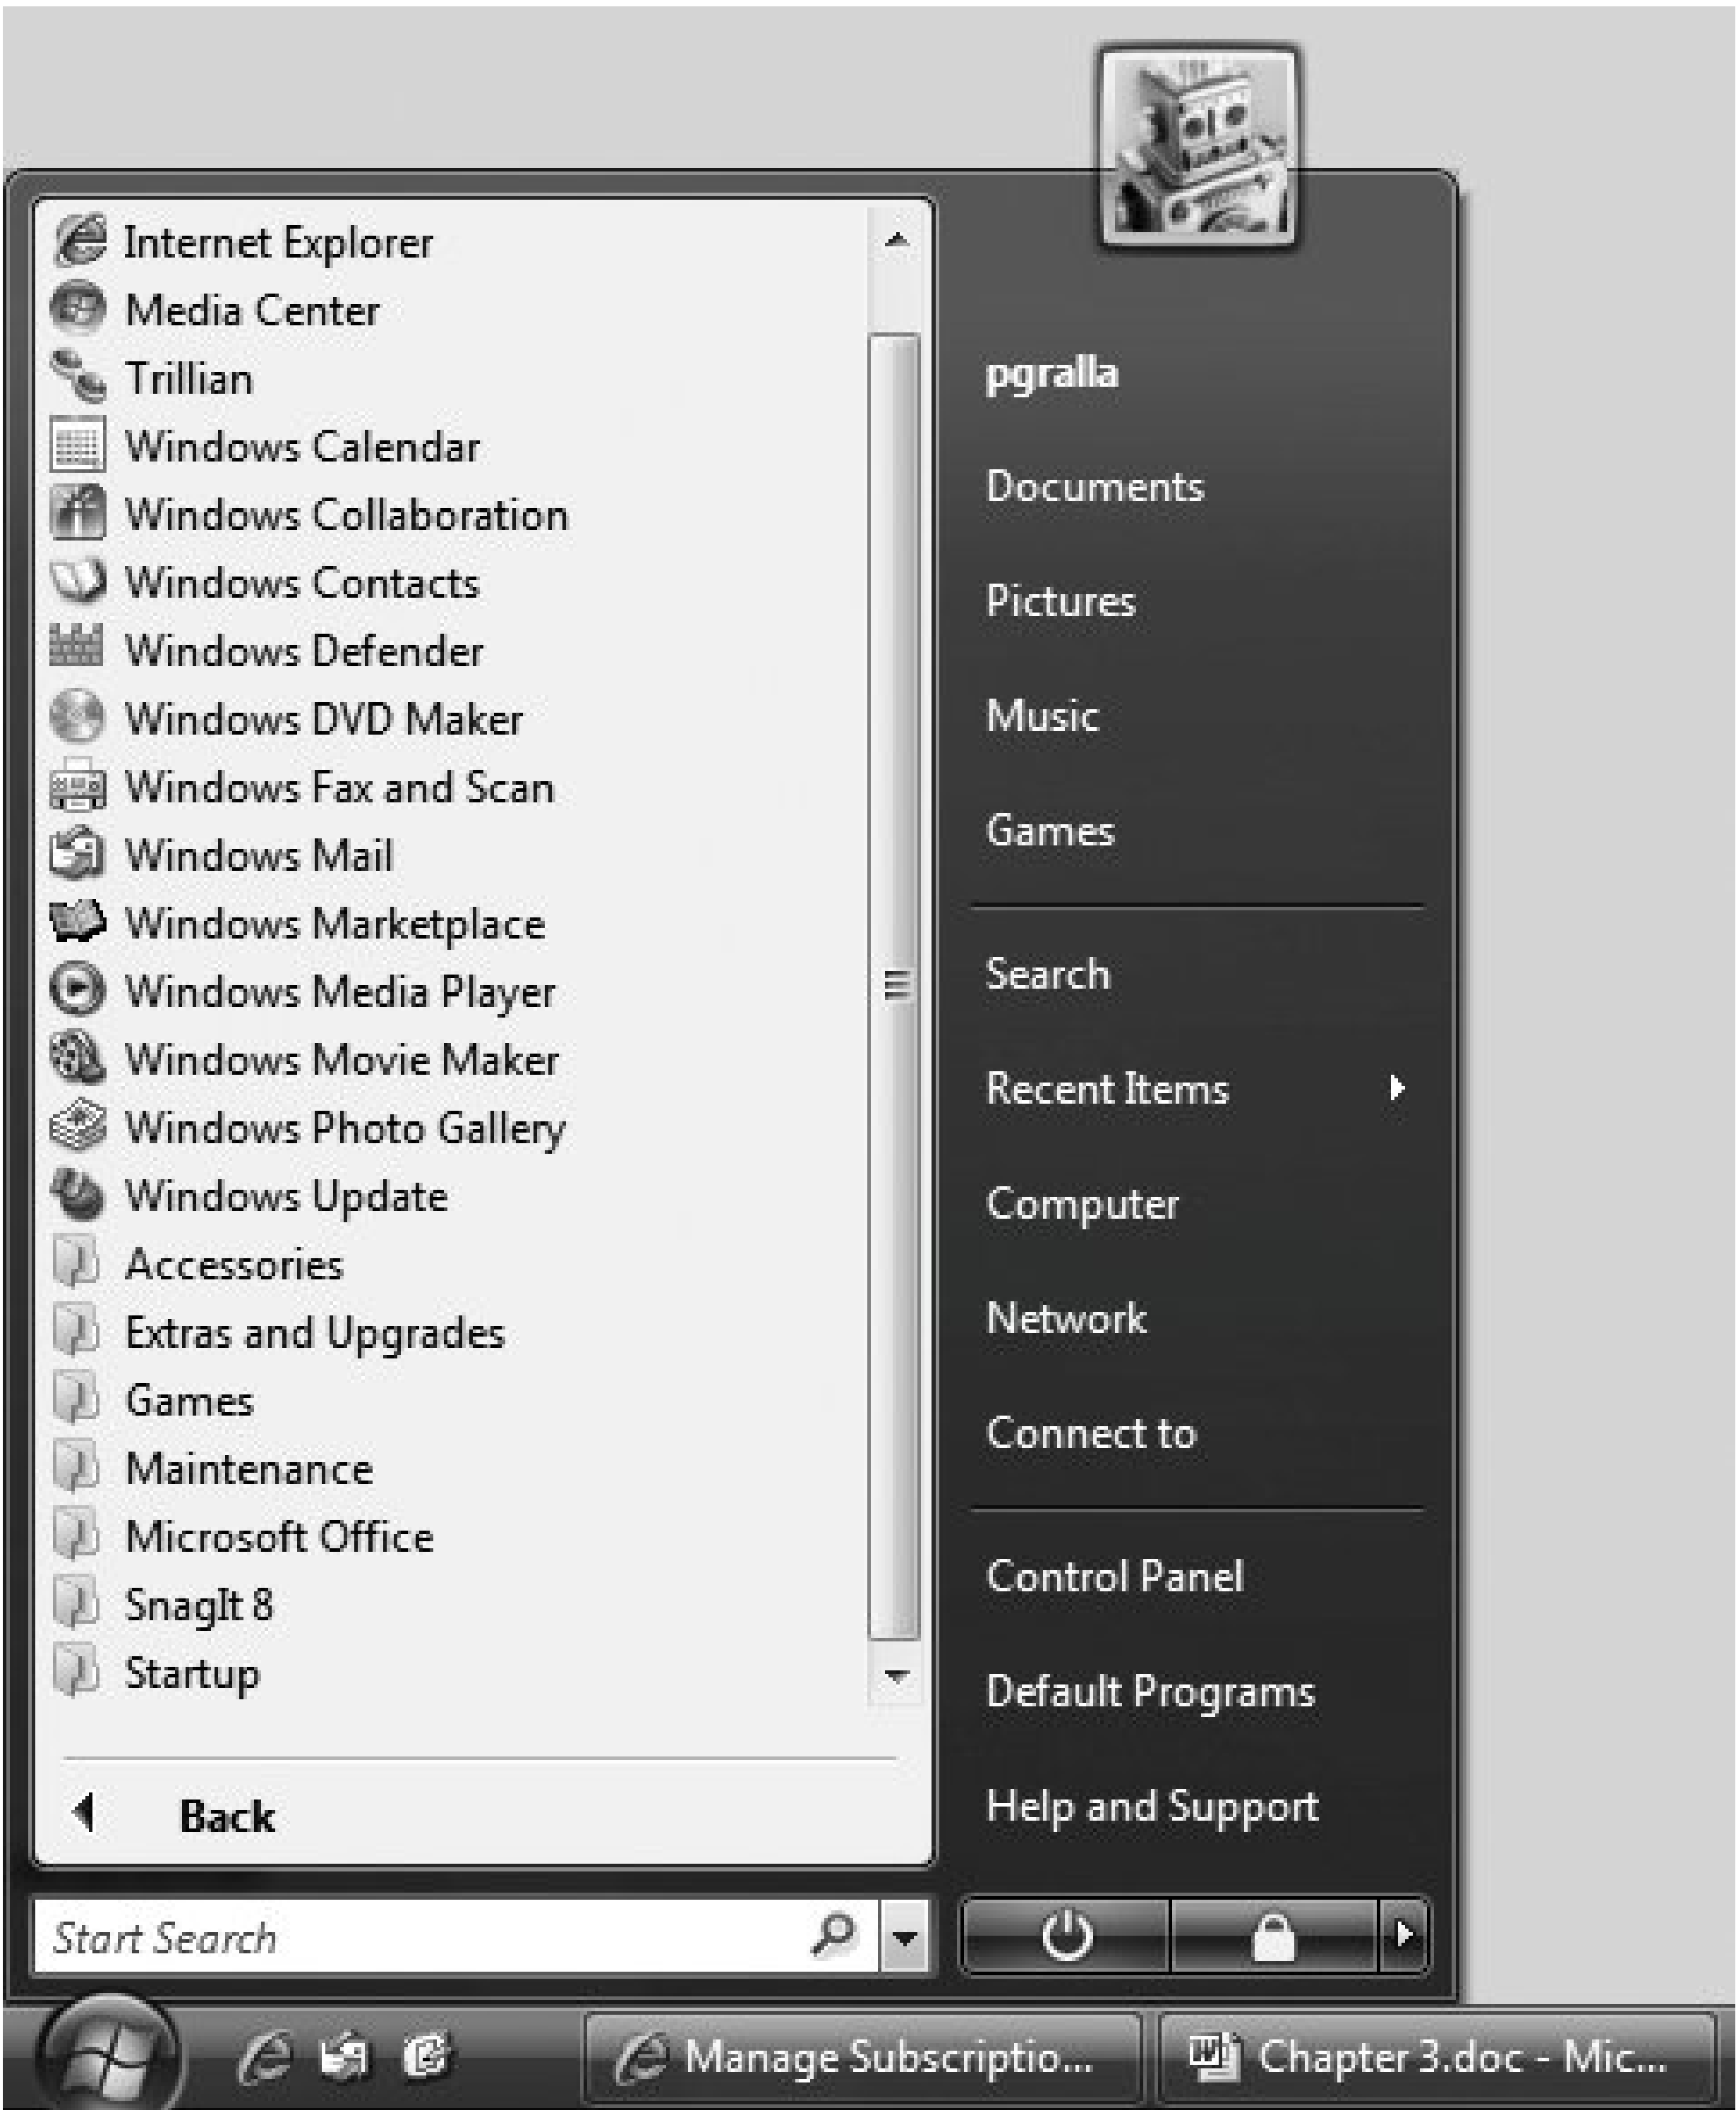 Internet Explorer
Media Center
Trillian
Windows Calendar
Windows Collaboration
Windows Contacts
Windows Defender
Windows DVD Maker
Windows Fax and Scan
Windows Mail
Windows Marketplace
Windows Media Player
Windows Movie Maker
Windows Photo Gallery
Windows Update
Accessories
Extras and Upgrades
Games
Maintenance
Microsoft Office
SnagIt 8
Startup
Back
Start Search
pgralla
Documents
Pictures
Music
Games
Search
Recent Items
Computer
Network
Connect to
Control Panel
Default Programs
Help and Support
Manage Subscriptio...
Chapter 3.doc - Mic...